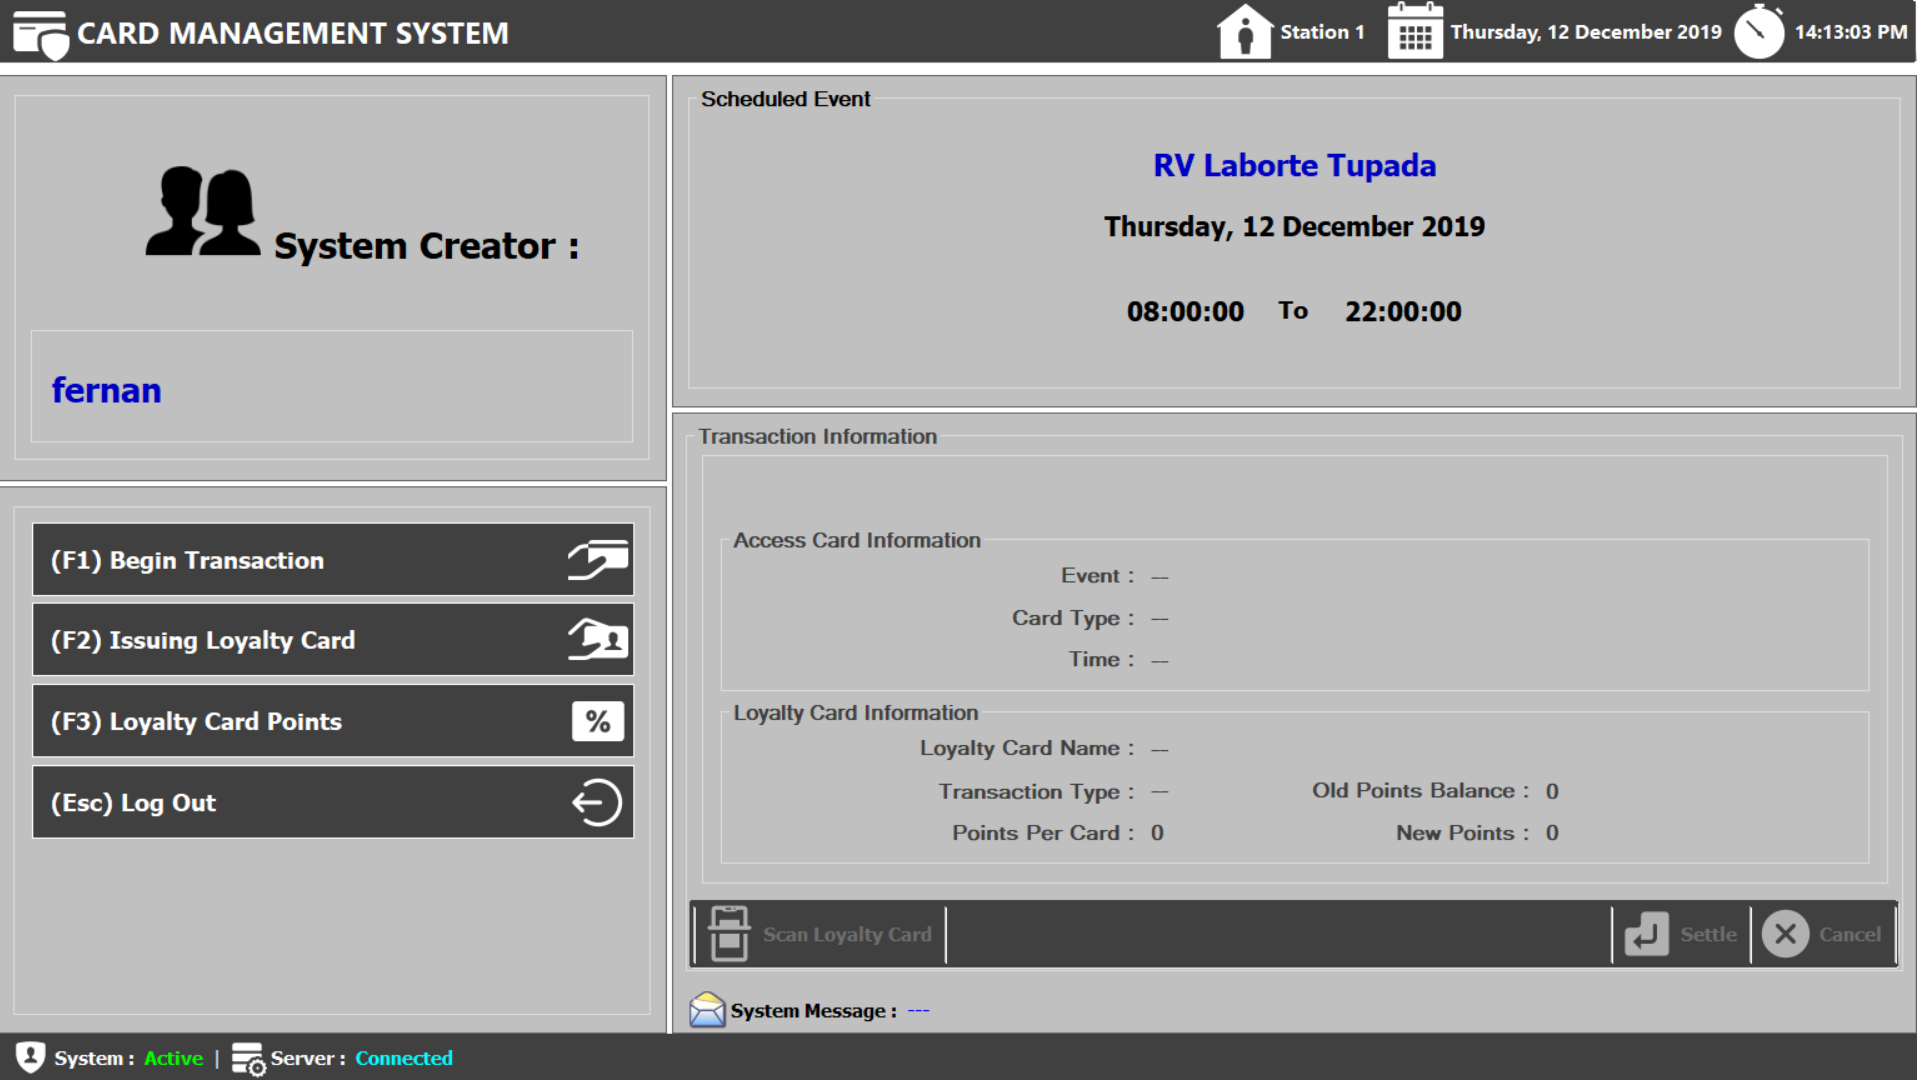 CARD MANAGEMENT SYSTEM
Station 1
Thursday, 12 December 2019
14:13:03 PM
System Creator :
fernan
(F1) Begin Transaction
(F2) Issuing Loyalty Card
(F3) Loyalty Card Points
%
(Esc) Log Out
Scheduled Event
RV Laborte Tupada
Thursday, 12 December 2019
08:00:00 To 22:00:00
Transaction Information
Access Card Information
Event : --
Card Type : --
Time : --
Loyalty Card Information
Loyalty Card Name : --
Transaction Type : -- Old Points Balance : 0
Points Per Card : 0 New Points : 0
Scan Loyalty Card
Settle
Cancel
System Message : ---
System : Active | Server : Connected